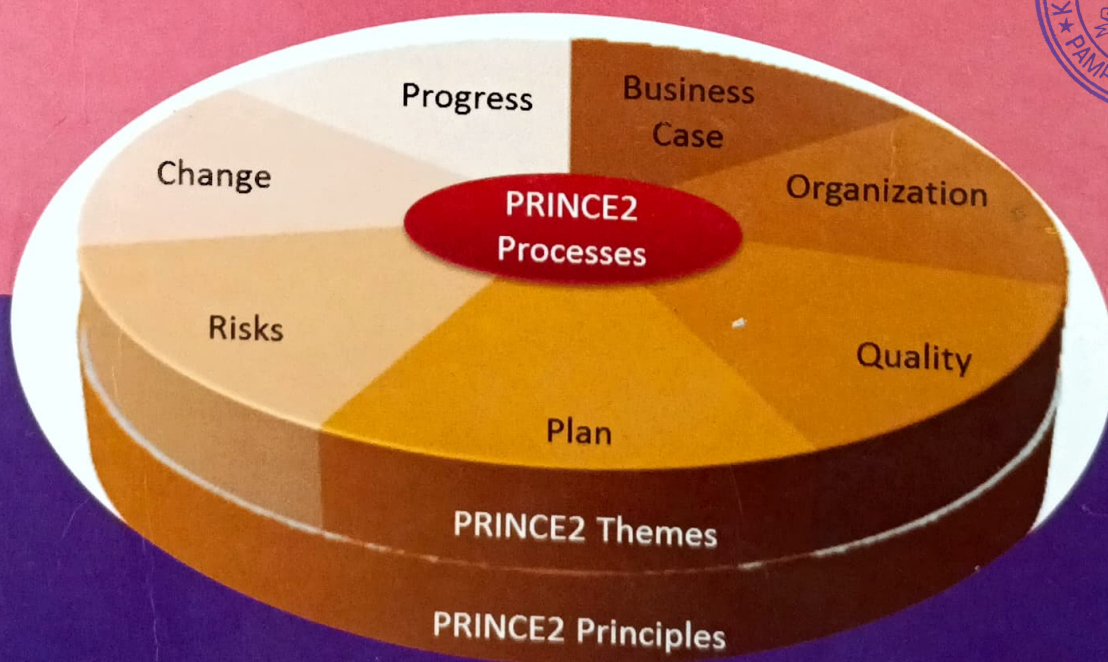 Progress
Business
Case
Change
Organization
PRINCE2
Processes
Risks
Quality
Plan
PRINCE2 Themes
PRINCE2 Principles